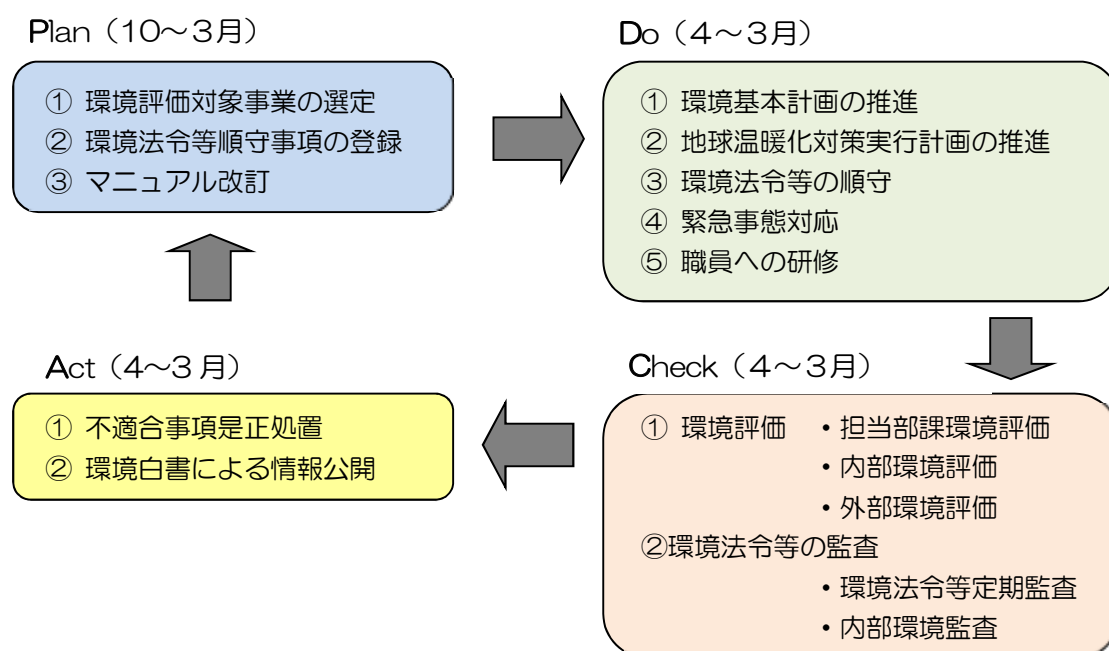 Plan（10～3月）
① 環境評価対象事業の選定
② 環境法令等順守事項の登録
③ マニュアル改訂
Do（4～3月）
① 環境基本計画の推進
② 地球温暖化対策実行計画の推進
③ 環境法令等の順守
④ 緊急事態対応
⑤ 職員への研修
Check（4～3月）
① 環境評価 ・担当部課環境評価
・内部環境評価
・外部環境評価
②環境法令等の監査
・環境法令等定期監査
・内部環境監査
Act（4～3月）
① 不適合事項是正処置
② 環境白書による情報公開